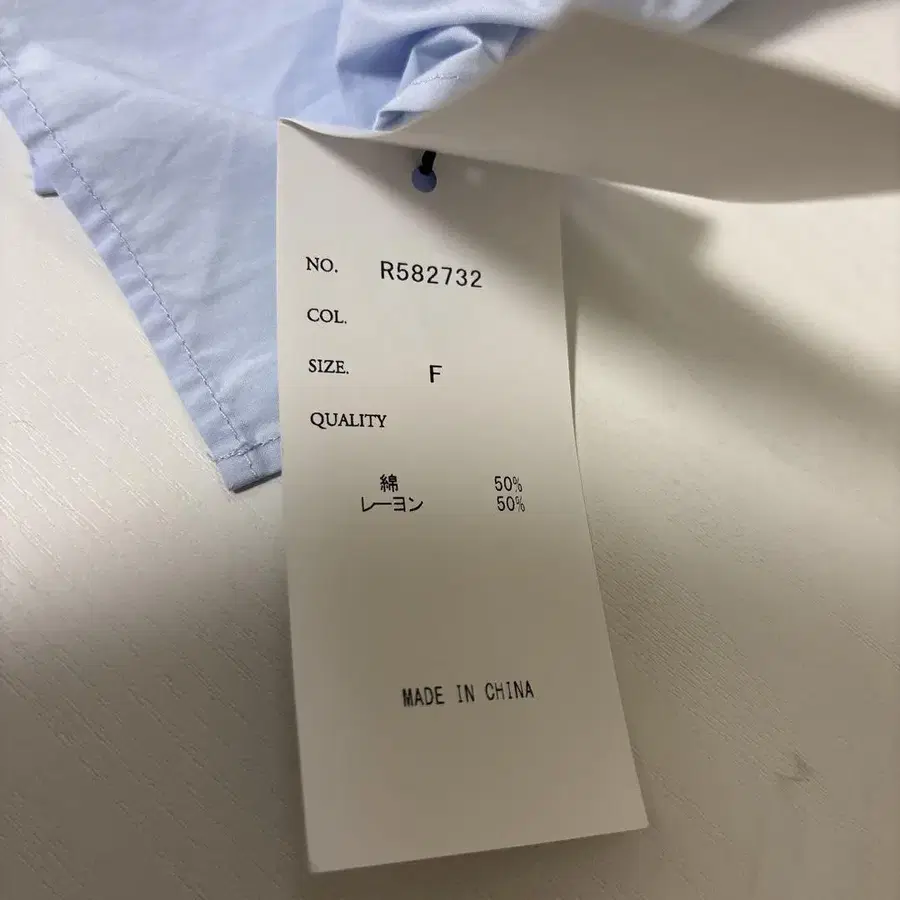 NO. R582732
COL.
SIZE. F
QUALITY
綿 50%
レーヨン 50%
MADE IN CHINA